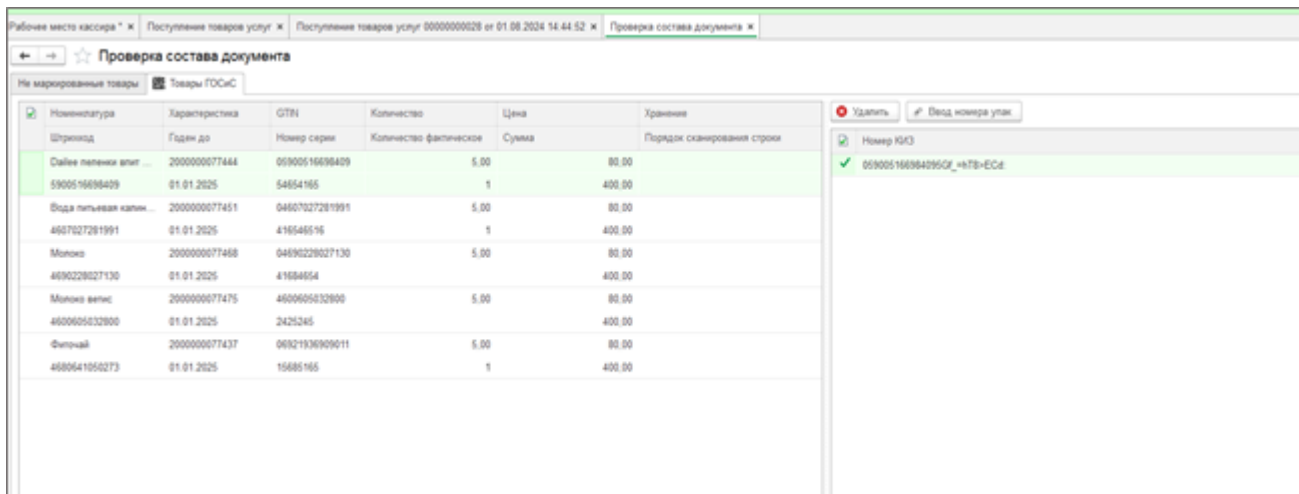 Рабочее место кассира * × Поступление товаров услуг × Поступление товаров услуг 00000000028 от 01.08.2024 14:44:52 × Проверка состава документа ×
← → Проверка состава документа
Не маркированные товары Товары ГОСиС
Номенклатура Характеристика GTIN Количество Цена Хранение
Штрихкод Годен до Номер серии Количество фактическое Сумма Порядок сканирования строки
Dailee пеленки впит ... 2000000077444 05900516698409 5,00 80,00
5900516698409 01.01.2025 54654165 1 400,00
Вода питьевая калин... 2000000077451 04607027281991 5,00 80,00
4607027281991 01.01.2025 416546516 1 400,00
Молоко 2000000077468 04690228027130 5,00 80,00
4690228027130 01.01.2025 41684654 400,00
Молоко велис 2000000077475 4600605032800 5,00 80,00
4600605032800 01.01.2025 2425245 400,00
Фиточай 2000000077437 06921936909011 5,00 80,00
4680641050273 01.01.2025 15685165 1 400,00
Удалить Ввод номера упак.
Номер КИЗ